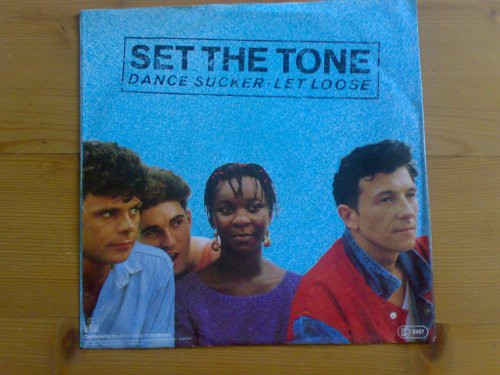 SET THE TONE
DANCE SUCKER · LET LOOSE